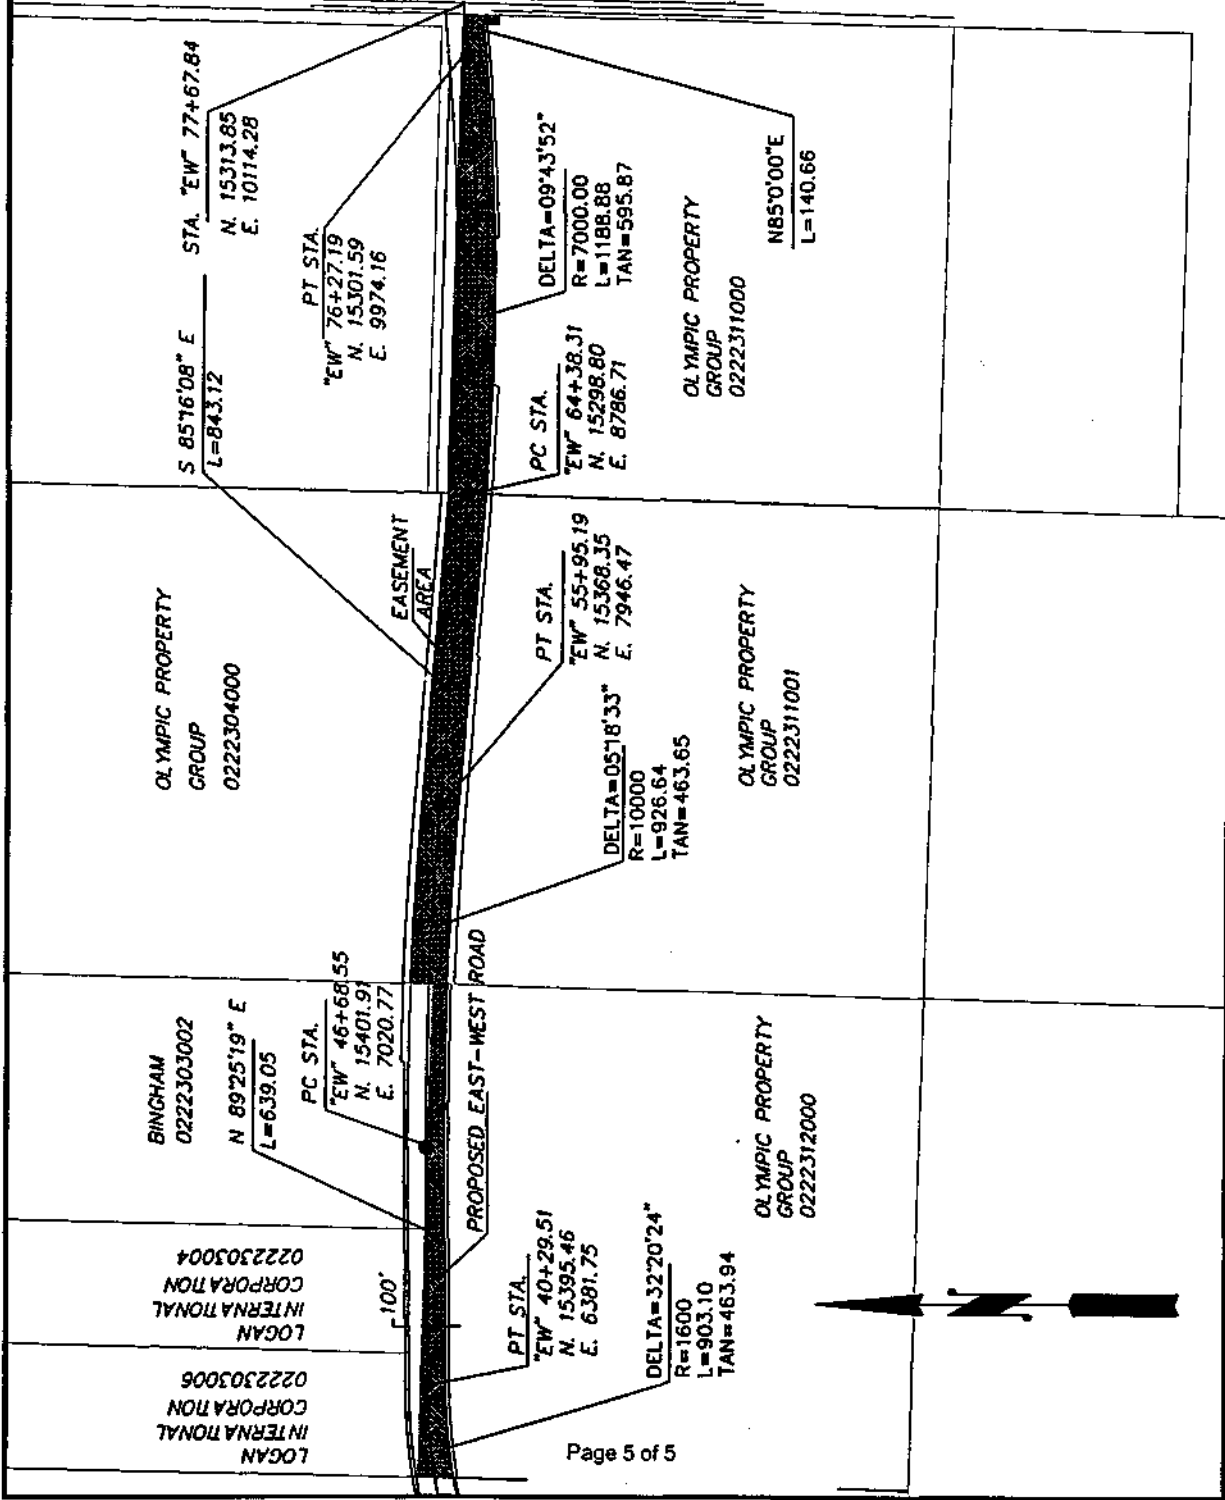 LOGAN
INTERNATIONAL
CORPORATION
0222303006
LOGAN
INTERNATIONAL
CORPORATION
0222303004
BINGHAM
0222303002
N 89°25'19" E
L=639.05
PC STA.
"EW" 46+68.55
N. 15401.91
E. 7020.77
100'
PROPOSED EAST-WEST ROAD
PT STA.
"EW" 40+29.51
N. 15395.46
E. 6381.75
DELTA=32°20'24"
R=1600
L=903.10
TAN=463.94
OLYMPIC PROPERTY
GROUP
0222312000
OLYMPIC PROPERTY
GROUP
0222304000
EASEMENT
AREA
PT STA.
"EW" 55+95.19
N. 15368.35
E. 7946.47
DELTA=05°18'33"
R=10000
L=926.64
TAN=463.65
OLYMPIC PROPERTY
GROUP
0222311001
S 85°16'08" E
L=843.12
STA. "EW" 77+67.84
N. 15313.85
E. 10114.28
PT STA.
"EW" 76+27.19
N. 15301.59
E. 9974.16
PC STA.
"EW" 64+38.31
N. 15298.80
E. 8786.71
DELTA=09°43'52"
R=7000.00
L=1188.88
TAN=595.87
OLYMPIC PROPERTY
GROUP
0222311000
N85°0'00"E
L=140.66
Page 5 of 5